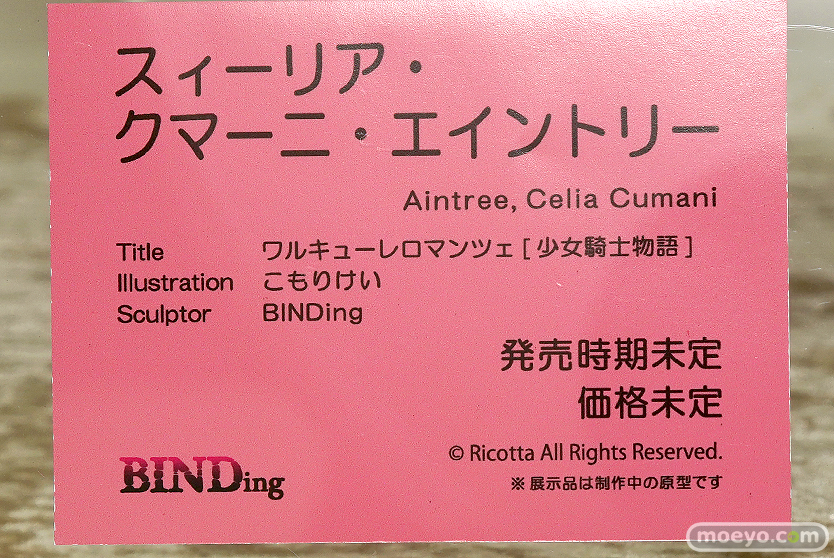 スィーリア・
クマーニ・エイントリー
Aintree, Celia Cumani
Title ワルキューレロマンツェ [ 少女騎士物語 ]
Illustration こもりけい
Sculptor BINDing
発売時期未定
価格未定
© Ricotta All Rights Reserved.
BINDing
※展示品は制作中の原型です
moeyo.com